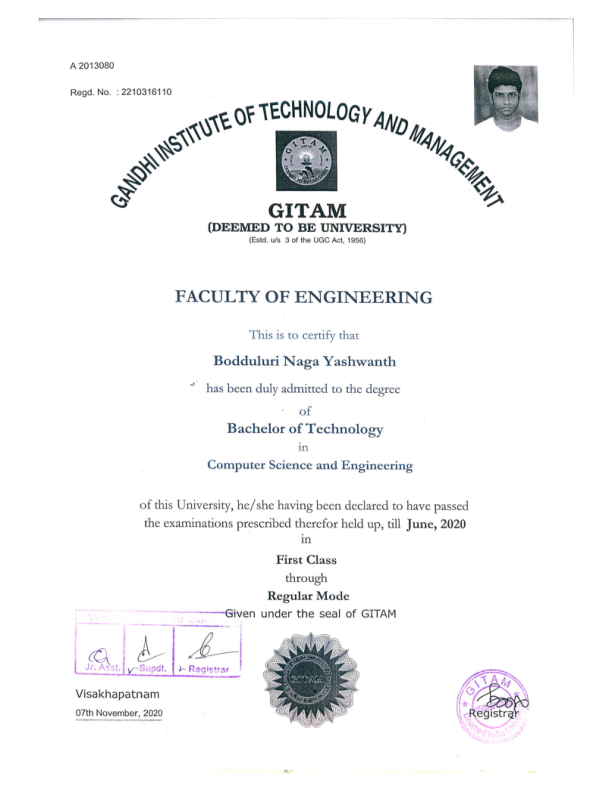 A 2013080
Regd. No. : 2210316110
GANDHI INSTITUTE OF TECHNOLOGY AND MANAGEMENT
GITAM
GITAM
(DEEMED TO BE UNIVERSITY)
(Estd. u/s 3 of the UGC Act, 1956)
FACULTY OF ENGINEERING
This is to certify that
Bodduluri Naga Yashwanth
has been duly admitted to the degree
of
Bachelor of Technology
in
Computer Science and Engineering
of this University, he/she having been declared to have passed
the examinations prescribed therefor held up, till June, 2020
in
First Class
through
Regular Mode
Given under the seal of GITAM
Jr. Asst. Supdt. Registrar
GITAM
Visakhapatnam
07th November, 2020
GITAM
Registrar